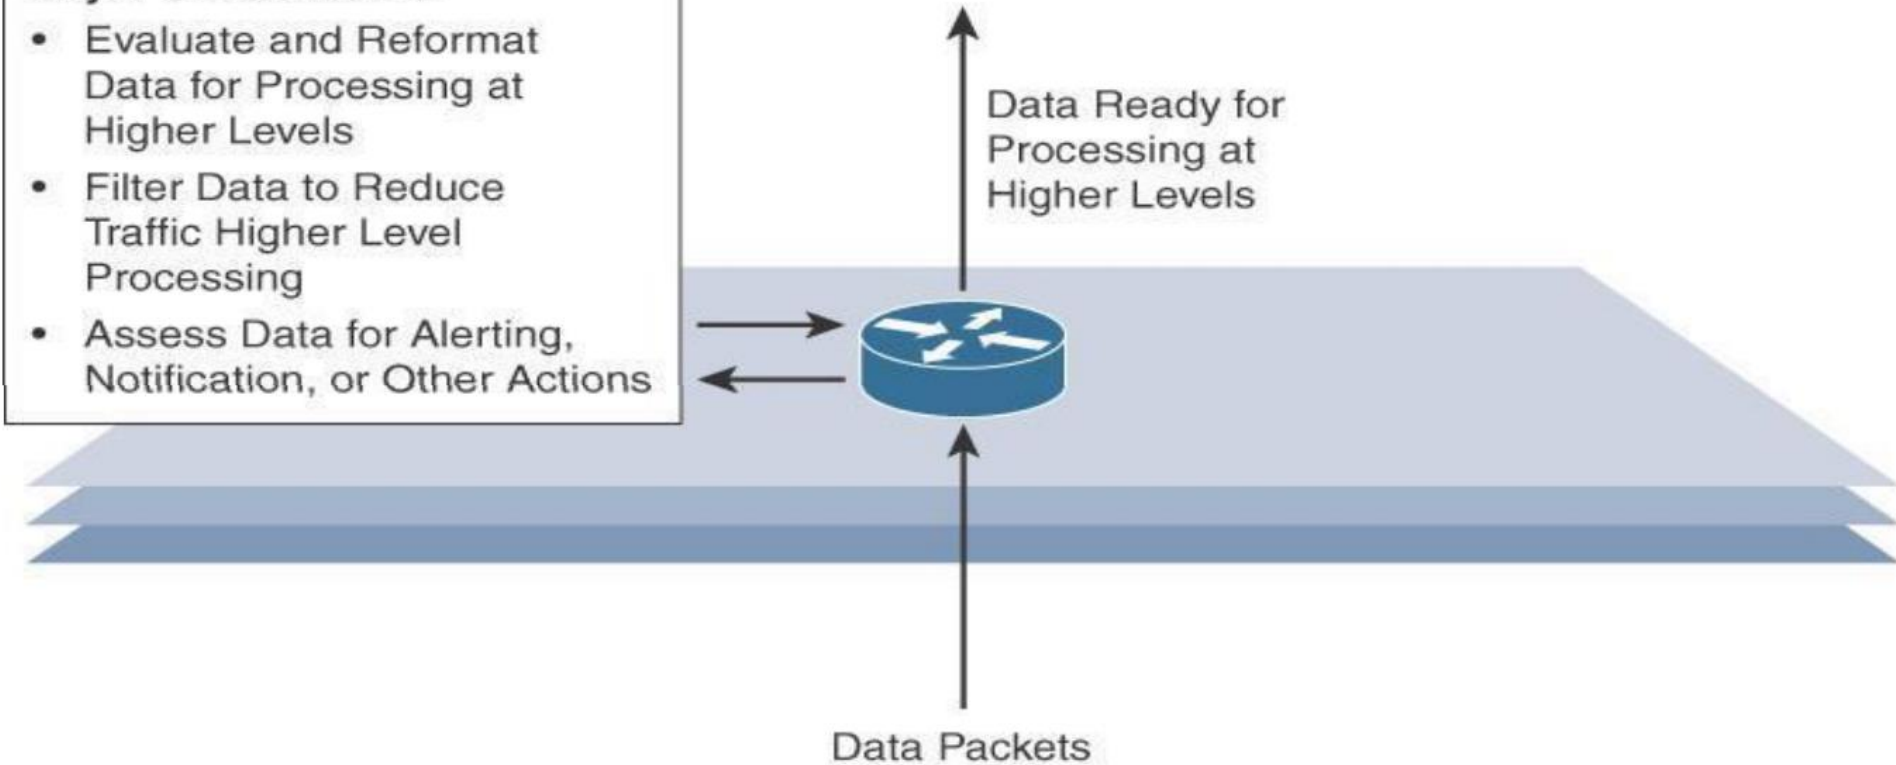 • Evaluate and Reformat
Data for Processing at
Higher Levels
• Filter Data to Reduce
Traffic Higher Level
Processing
• Assess Data for Alerting,
Notification, or Other Actions
Data Ready for
Processing at
Higher Levels
Data Packets